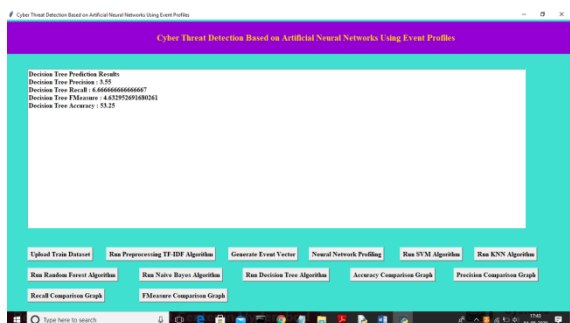 Cyber Threat Detection Based on Artificial Neural Networks Using Event Profiles
Cyber Threat Detection Based on Artificial Neural Networks Using Event Profiles
Decision Tree Prediction Results
Decision Tree Precision : 3.55
Decision Tree Recall : 6.666666666666667
Decision Tree FMeasure : 4.632952691680261
Decision Tree Accuracy : 53.25
Upload Train Dataset Run Preprocessing TF-IDF Algorithm Generate Event Vector Neural Network Profiling Run SVM Algorithm Run KNN Algorithm
Run Random Forest Algorithm Run Naive Bayes Algorithm Run Decision Tree Algorithm Accuracy Comparison Graph Precision Comparison Graph
Recall Comparison Graph FMeasure Comparison Graph
Type here to search
17:45